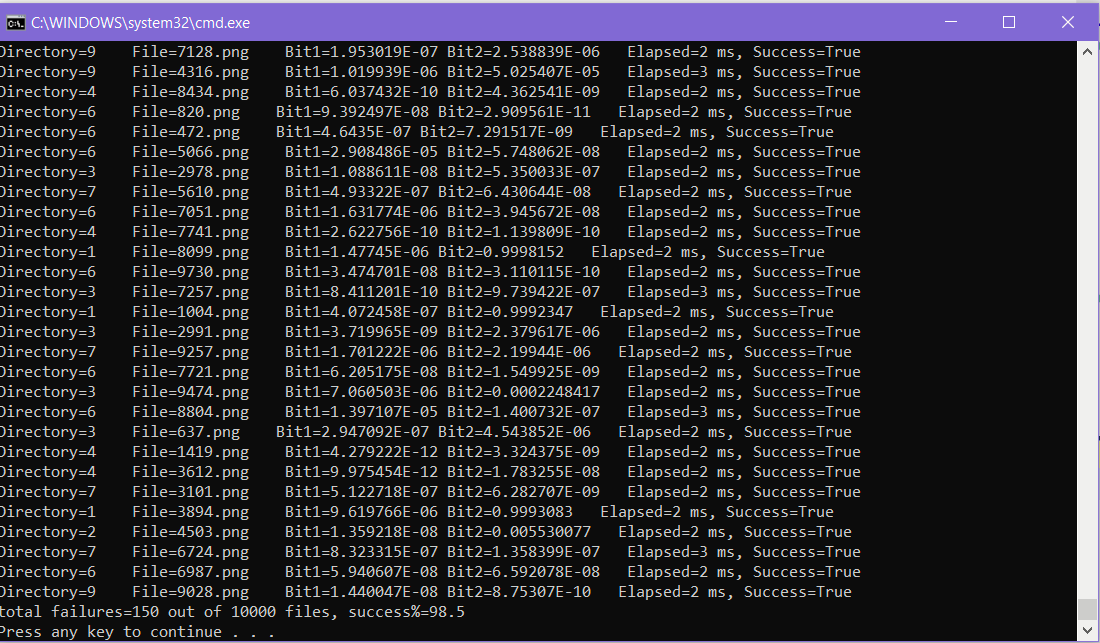 C:\WINDOWS\system32\cmd.exe
Directory=9    File=7128.png    Bit1=1.953019E-07 Bit2=2.538839E-06   Elapsed=2 ms, Success=True
Directory=9    File=4316.png    Bit1=1.019939E-06 Bit2=5.025407E-05   Elapsed=3 ms, Success=True
Directory=4    File=8434.png    Bit1=6.037432E-10 Bit2=4.362541E-09   Elapsed=2 ms, Success=True
Directory=6    File=820.png    Bit1=9.392497E-08 Bit2=2.909561E-11   Elapsed=2 ms, Success=True
Directory=6    File=472.png    Bit1=4.6435E-07 Bit2=7.291517E-09   Elapsed=2 ms, Success=True
Directory=6    File=5066.png    Bit1=2.908486E-05 Bit2=5.748062E-08   Elapsed=2 ms, Success=True
Directory=3    File=2978.png    Bit1=1.088611E-08 Bit2=5.350033E-07   Elapsed=2 ms, Success=True
Directory=7    File=5610.png    Bit1=4.93322E-07 Bit2=6.430644E-08   Elapsed=2 ms, Success=True
Directory=6    File=7051.png    Bit1=1.631774E-06 Bit2=3.945672E-08   Elapsed=2 ms, Success=True
Directory=4    File=7741.png    Bit1=2.622756E-10 Bit2=1.139809E-10   Elapsed=2 ms, Success=True
Directory=1    File=8099.png    Bit1=1.47745E-06 Bit2=0.9998152   Elapsed=2 ms, Success=True
Directory=6    File=9730.png    Bit1=3.474701E-08 Bit2=3.110115E-10   Elapsed=2 ms, Success=True
Directory=3    File=7257.png    Bit1=8.411201E-10 Bit2=9.739422E-07   Elapsed=3 ms, Success=True
Directory=1    File=1004.png    Bit1=4.072458E-07 Bit2=0.9992347   Elapsed=2 ms, Success=True
Directory=3    File=2991.png    Bit1=3.719965E-09 Bit2=2.379617E-06   Elapsed=2 ms, Success=True
Directory=7    File=9257.png    Bit1=1.701222E-06 Bit2=2.19944E-06   Elapsed=2 ms, Success=True
Directory=6    File=7721.png    Bit1=6.205175E-08 Bit2=1.549925E-09   Elapsed=2 ms, Success=True
Directory=3    File=9474.png    Bit1=7.060503E-06 Bit2=0.0002248417   Elapsed=2 ms, Success=True
Directory=6    File=8804.png    Bit1=1.397107E-05 Bit2=1.400732E-07   Elapsed=3 ms, Success=True
Directory=3    File=637.png    Bit1=2.947092E-07 Bit2=4.543852E-06   Elapsed=2 ms, Success=True
Directory=4    File=1419.png    Bit1=4.279222E-12 Bit2=3.324375E-09   Elapsed=2 ms, Success=True
Directory=4    File=3612.png    Bit1=9.975454E-12 Bit2=1.783255E-08   Elapsed=2 ms, Success=True
Directory=7    File=3101.png    Bit1=5.122718E-07 Bit2=6.282707E-09   Elapsed=2 ms, Success=True
Directory=1    File=3894.png    Bit1=9.619766E-06 Bit2=0.9993083   Elapsed=2 ms, Success=True
Directory=2    File=4503.png    Bit1=1.359218E-08 Bit2=0.005530077   Elapsed=2 ms, Success=True
Directory=7    File=6724.png    Bit1=8.323315E-07 Bit2=1.358399E-07   Elapsed=3 ms, Success=True
Directory=6    File=6987.png    Bit1=5.940607E-08 Bit2=6.592078E-08   Elapsed=2 ms, Success=True
Directory=9    File=9028.png    Bit1=1.440047E-08 Bit2=8.75307E-10   Elapsed=2 ms, Success=True
total failures=150 out of 10000 files, success%=98.5
Press any key to continue . . .